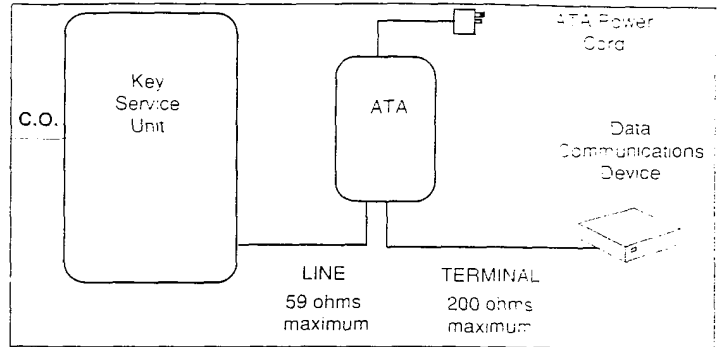 ATA Power
Cord
Key
Service
Unit
ATA
C.O.
Data
Communications
Device
LINE
59 ohms
maximum
TERMINAL
200 ohms
maximum